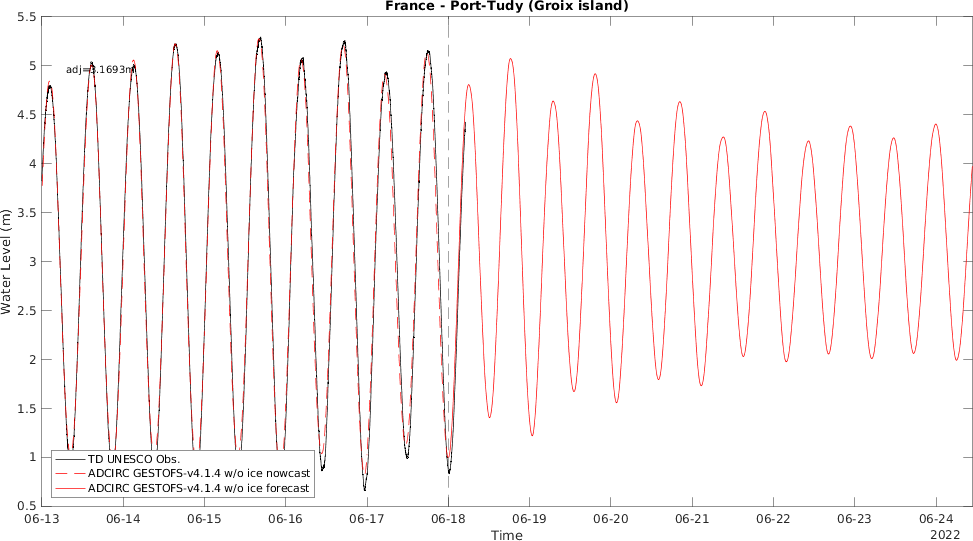 France - Port-Tudy (Groix island)
5.5
5
4.5
4
3.5
3
2.5
2
1.5
1
0.5
Water Level (m)
adj=3.1693m
TD UNESCO Obs.
ADCIRC GESTOFS-v4.1.4 w/o ice nowcast
ADCIRC GESTOFS-v4.1.4 w/o ice forecast
06-13 06-14 06-15 06-16 06-17 06-18 06-19 06-20 06-21 06-22 06-23 06-24
Time
2022